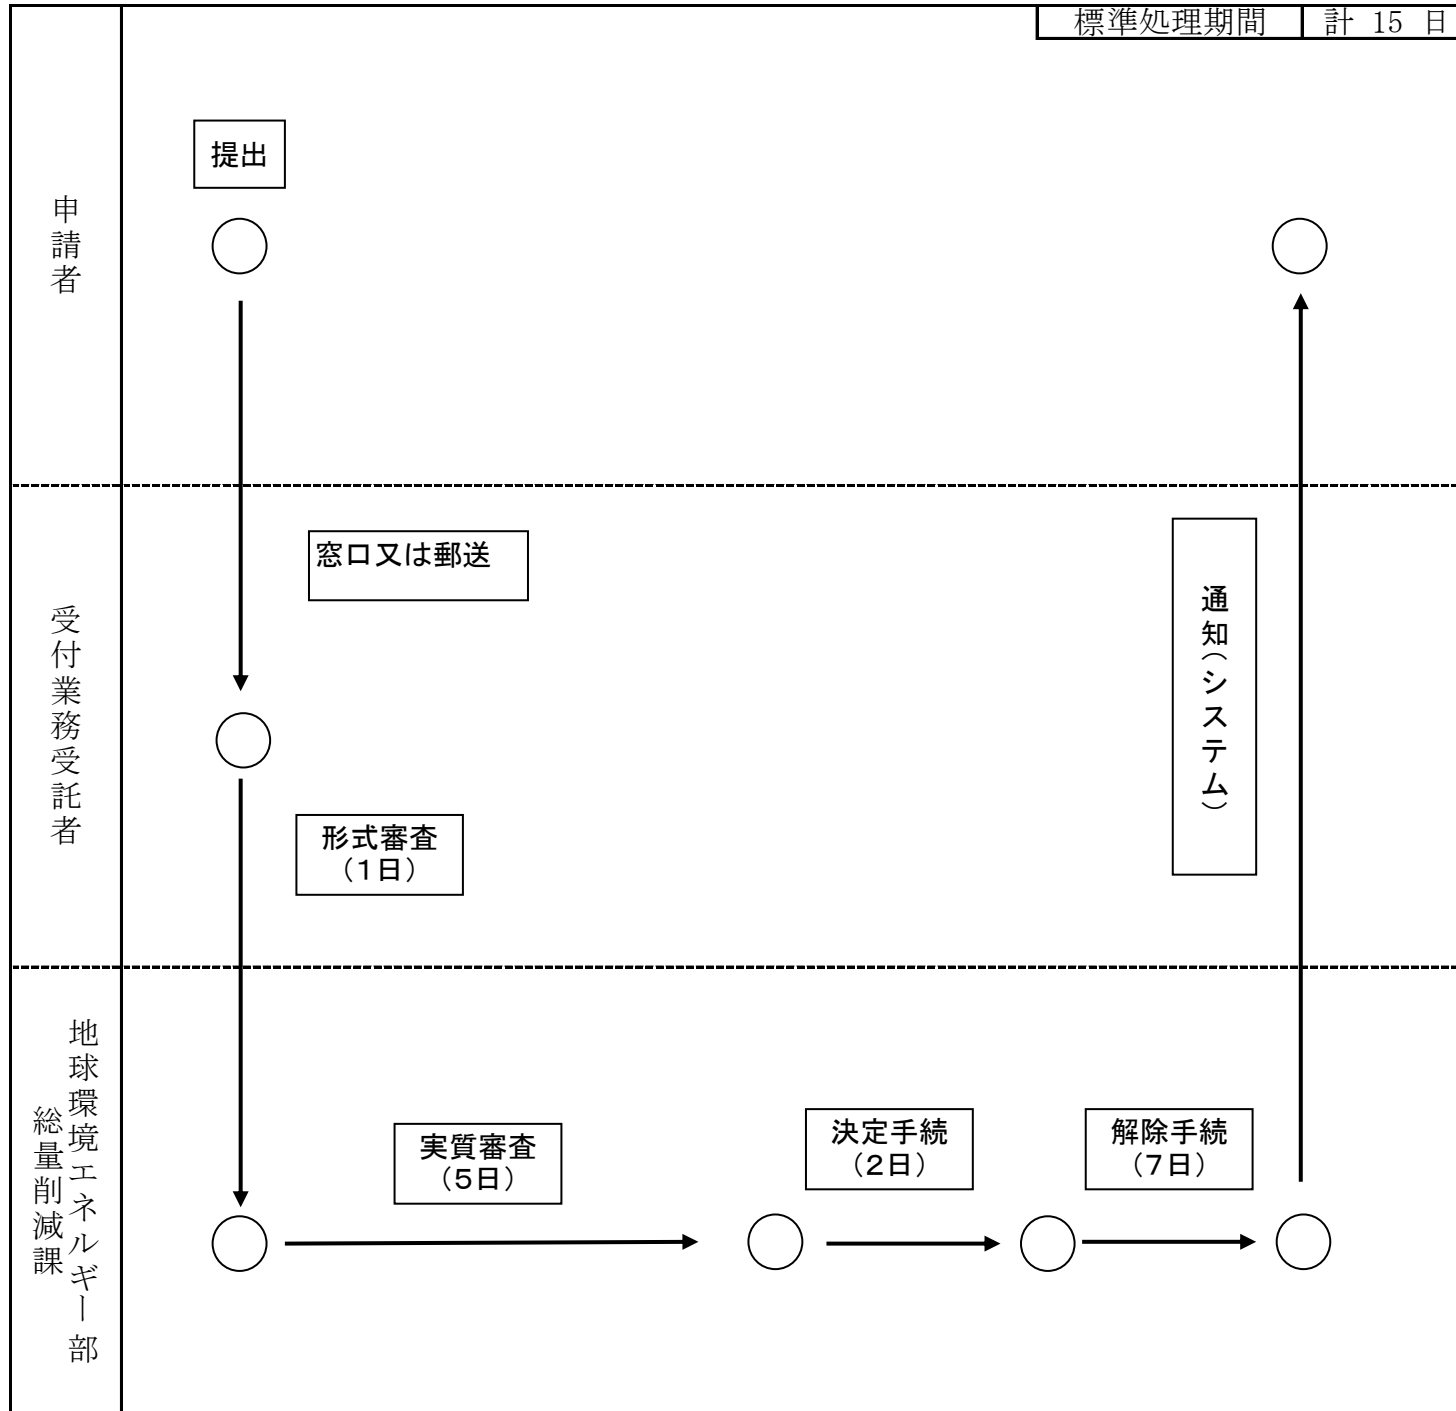 標準処理期間
計 15 日
申請者
提出
受付業務受託者
窓口又は郵送
形式審査
（１日）
通知（システム）
地球環境エネルギー部
総量削減課
実質審査
（５日）
決定手続
（２日）
解除手続
（７日）